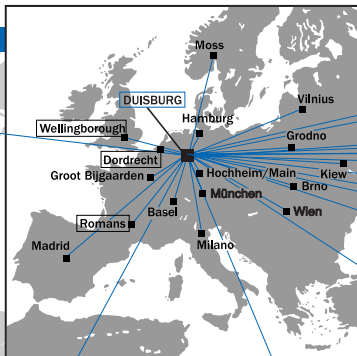 Moss
DUISBURG
Vilnius
Hamburg
Wellingborough
Grodno
Dordrecht
Kiew
Groot Bijgaarden
Hochheim/Main
Brno
München
Basel
Wien
Romans
Milano
Madrid